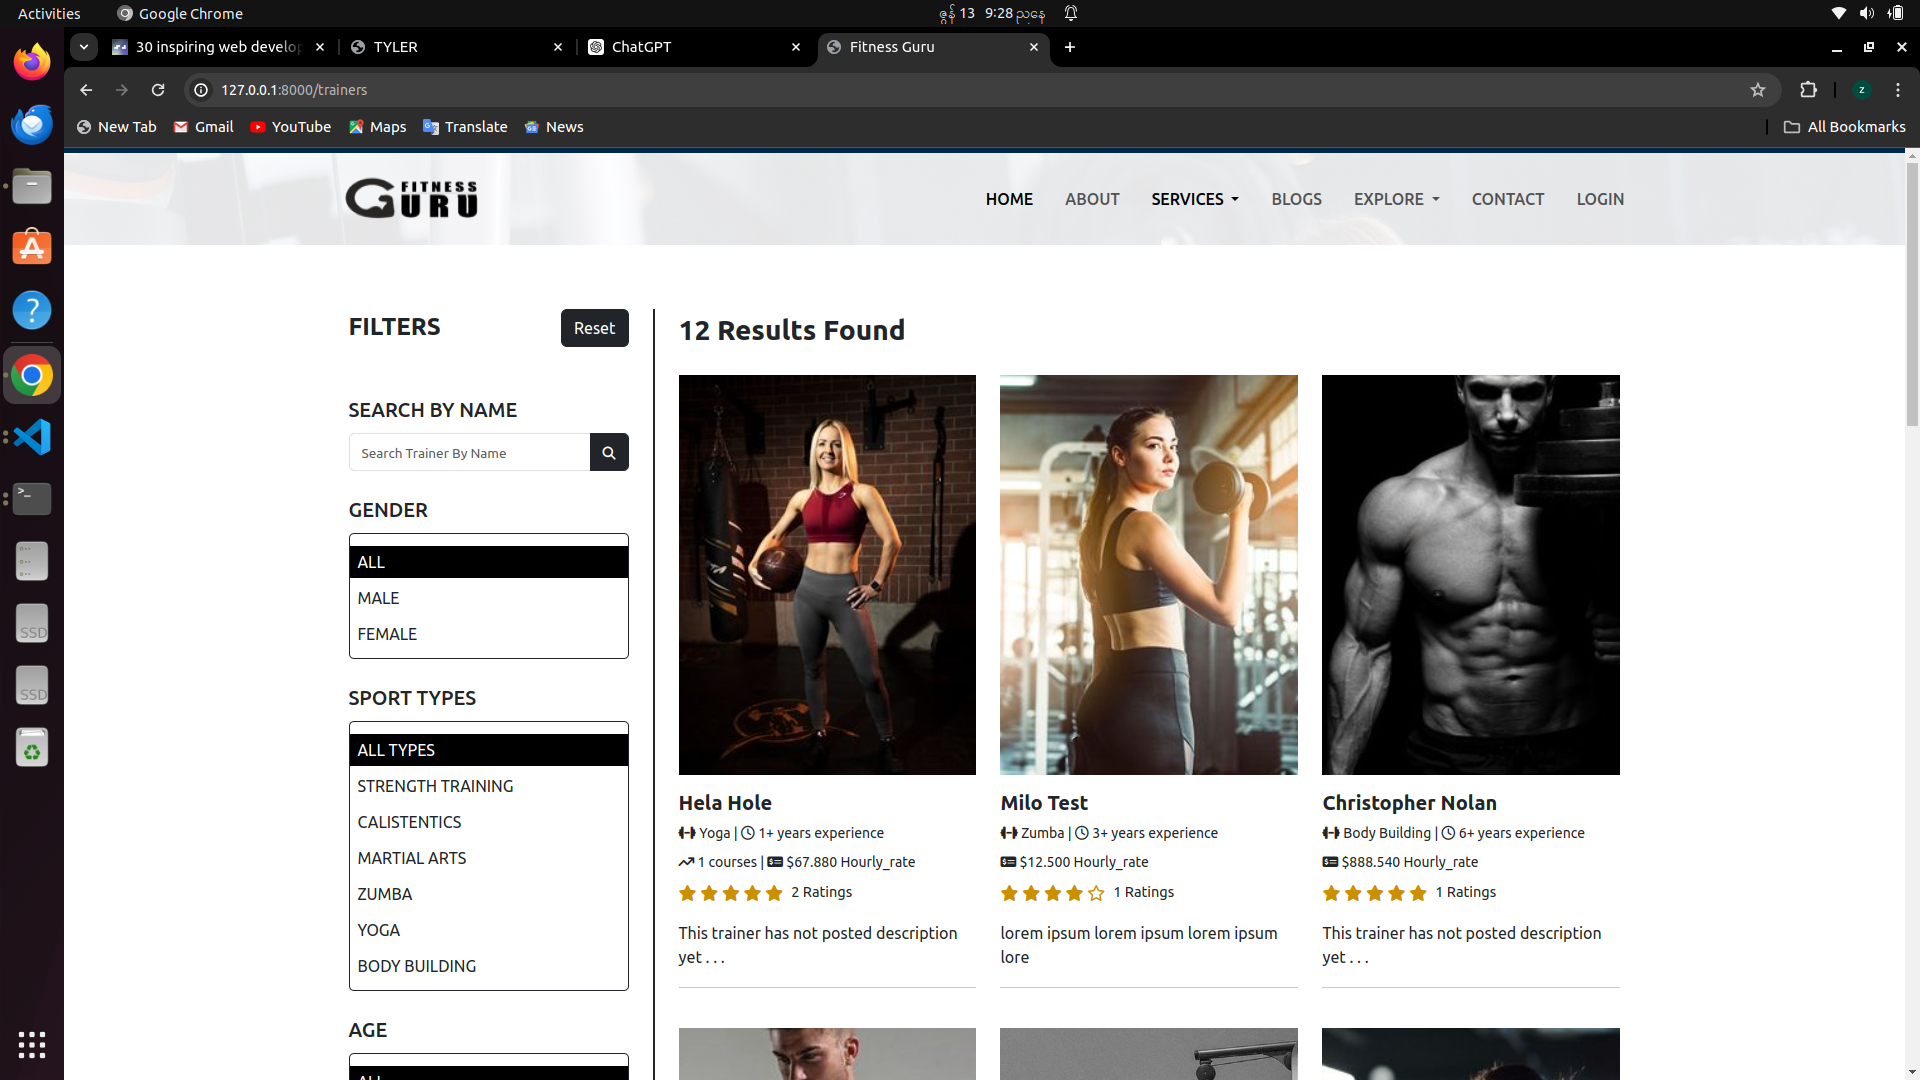 Activities
Google Chrome
ဇွန် 13 9:28 ညနေ
30 inspiring web develop
TYLER
ChatGPT
Fitness Guru
127.0.0.1:8000/trainers
New Tab
Gmail
YouTube
Maps
Translate
News
All Bookmarks
FITNESS
GURU
HOME
ABOUT
SERVICES
BLOGS
EXPLORE
CONTACT
LOGIN
FILTERS
Reset
SEARCH BY NAME
Search Trainer By Name
GENDER
ALL
MALE
FEMALE
SPORT TYPES
ALL TYPES
STRENGTH TRAINING
CALISTENTICS
MARTIAL ARTS
ZUMBA
YOGA
BODY BUILDING
AGE
ALL
12 Results Found
Hela Hole
Yoga | 1+ years experience
1 courses | $67.880 Hourly_rate
2 Ratings
This trainer has not posted description
yet . . .
Milo Test
Zumba | 3+ years experience
$12.500 Hourly_rate
1 Ratings
lorem ipsum lorem ipsum lorem ipsum
lore
Christopher Nolan
Body Building | 6+ years experience
$888.540 Hourly_rate
1 Ratings
This trainer has not posted description
yet . . .
SSD
SSD
z